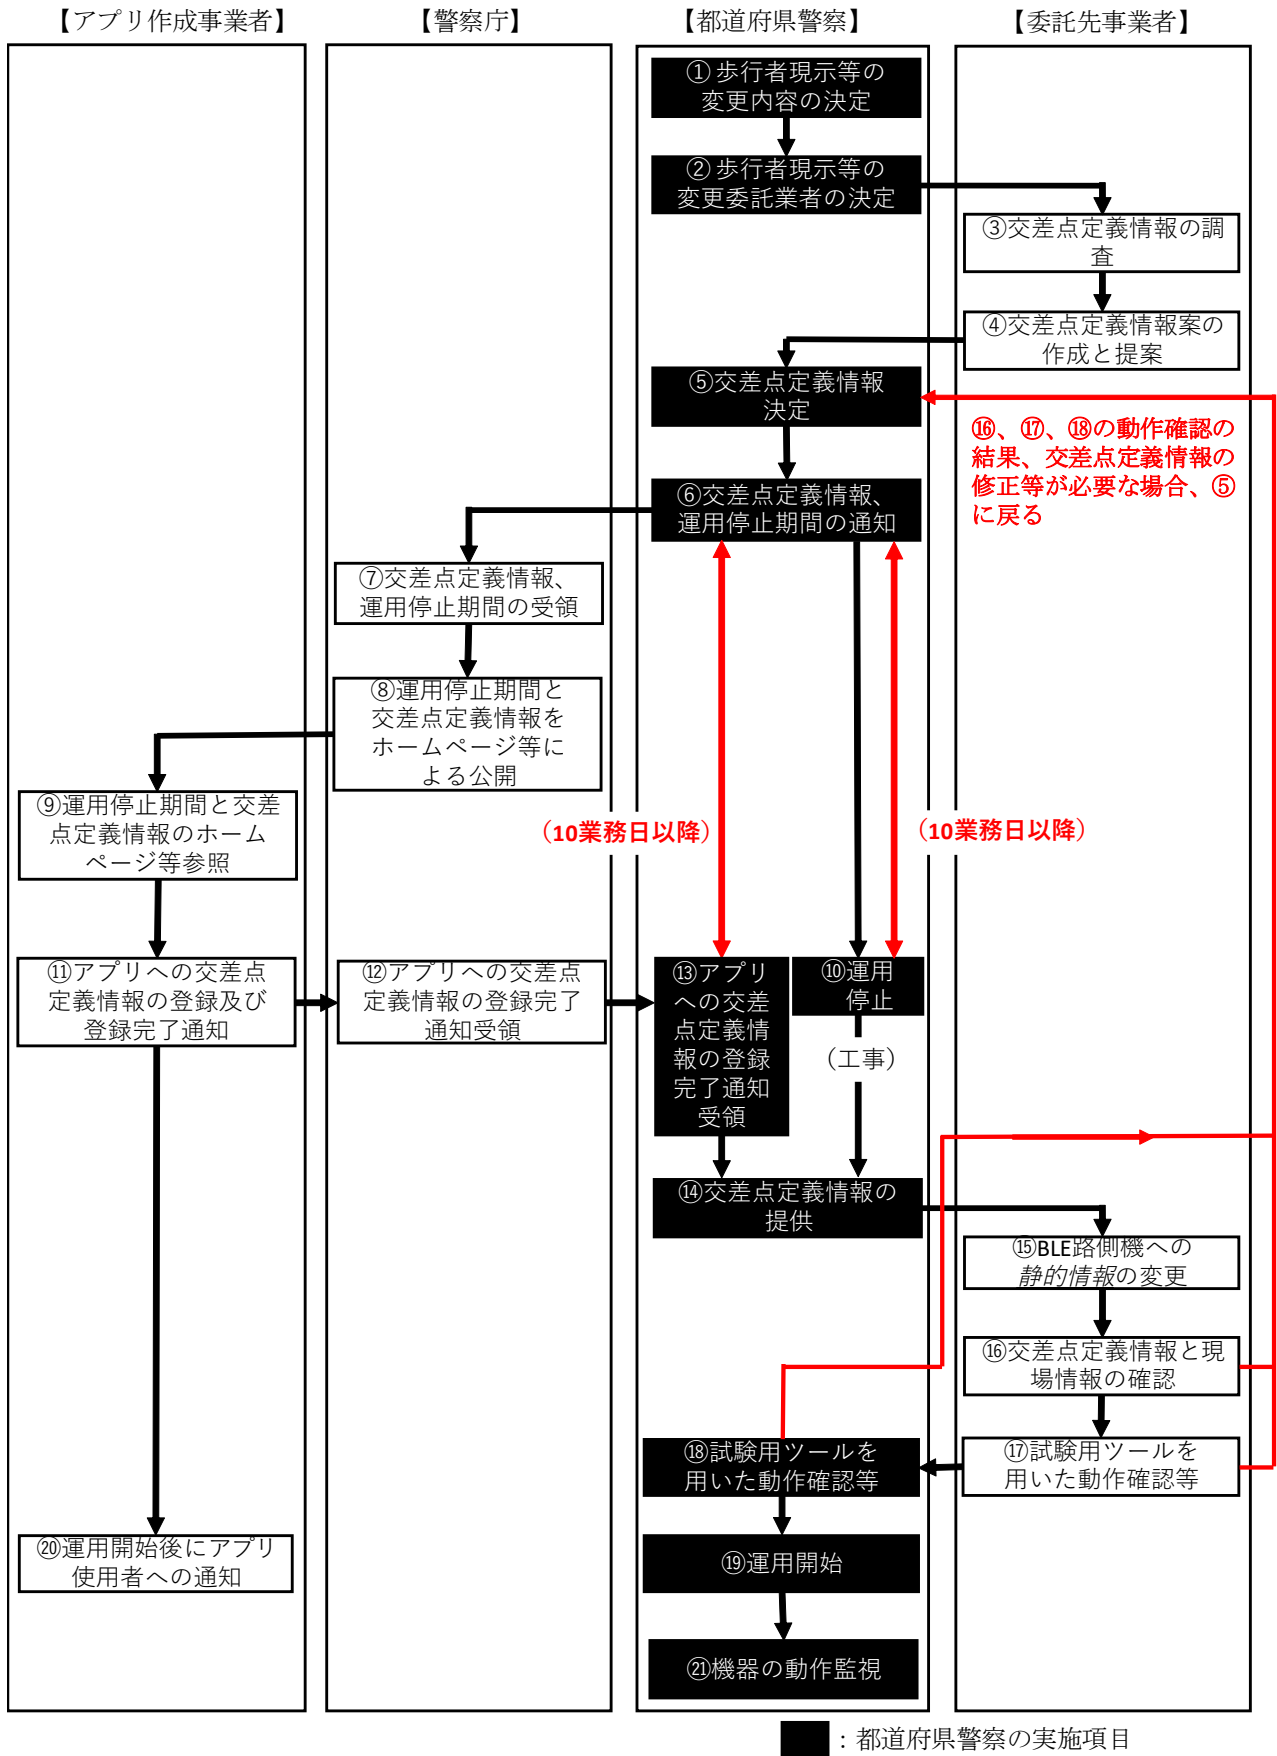 【アプリ作成事業者】
【警察庁】
【都道府県警察】
【委託先事業者】
①歩行者現示等の
変更内容の決定
②歩行者現示等の
変更委託業者の決定
③交差点定義情報の調
査
④交差点定義情報案の
作成と提案
⑤交差点定義情報
決定
⑯、⑰、⑱の動作確認の
結果、交差点定義情報の
修正等が必要な場合、⑤
に戻る
⑥交差点定義情報、
運用停止期間の通知
⑦交差点定義情報、
運用停止期間の受領
⑧運用停止期間と
交差点定義情報を
ホームページ等に
よる公開
⑨運用停止期間と交差
点定義情報のホーム
ページ等参照
（10業務日以降）
（10業務日以降）
⑪アプリへの交差点
定義情報の登録及び
登録完了通知
⑫アプリへの交差点
定義情報の登録完了
通知受領
⑬アプリ
への交差
点定義情
報の登録
完了通知
受領
⑩運用
停止
（工事）
⑭交差点定義情報の
提供
⑮BLE路側機への
静的情報の変更
⑯交差点定義情報と現
場情報の確認
⑰試験用ツールを
用いた動作確認等
⑱試験用ツールを
用いた動作確認等
⑲運用開始
⑳運用開始後にアプリ
使用者への通知
㉑機器の動作監視
：都道府県警察の実施項目